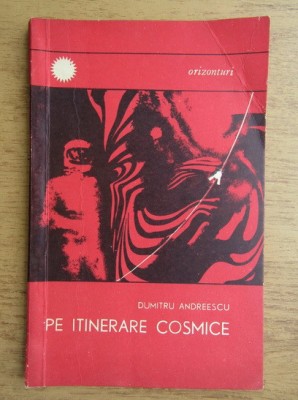 orizonturi
DUMITRU ANDREESCU
PE ITINERARE COSMICE